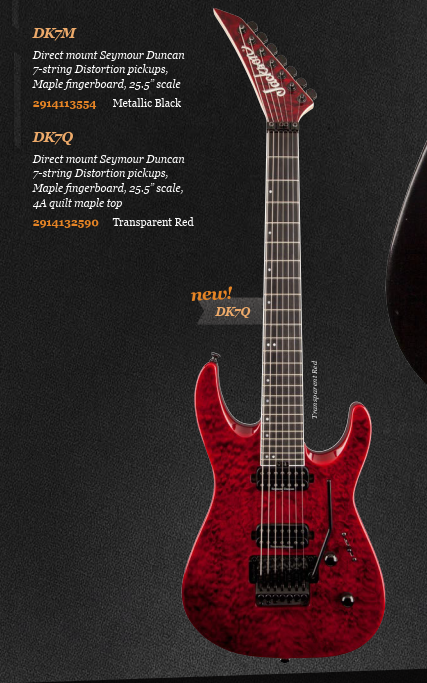 DK7M
Direct mount Seymour Duncan
7-string Distortion pickups,
Maple fingerboard, 25.5" scale
2914113554 Metallic Black
DK7Q
Direct mount Seymour Duncan
7-string Distortion pickups,
Maple fingerboard, 25.5" scale,
4A quilt maple top
2914132590 Transparent Red
Jackson
new!
DK7Q
Transparent Red